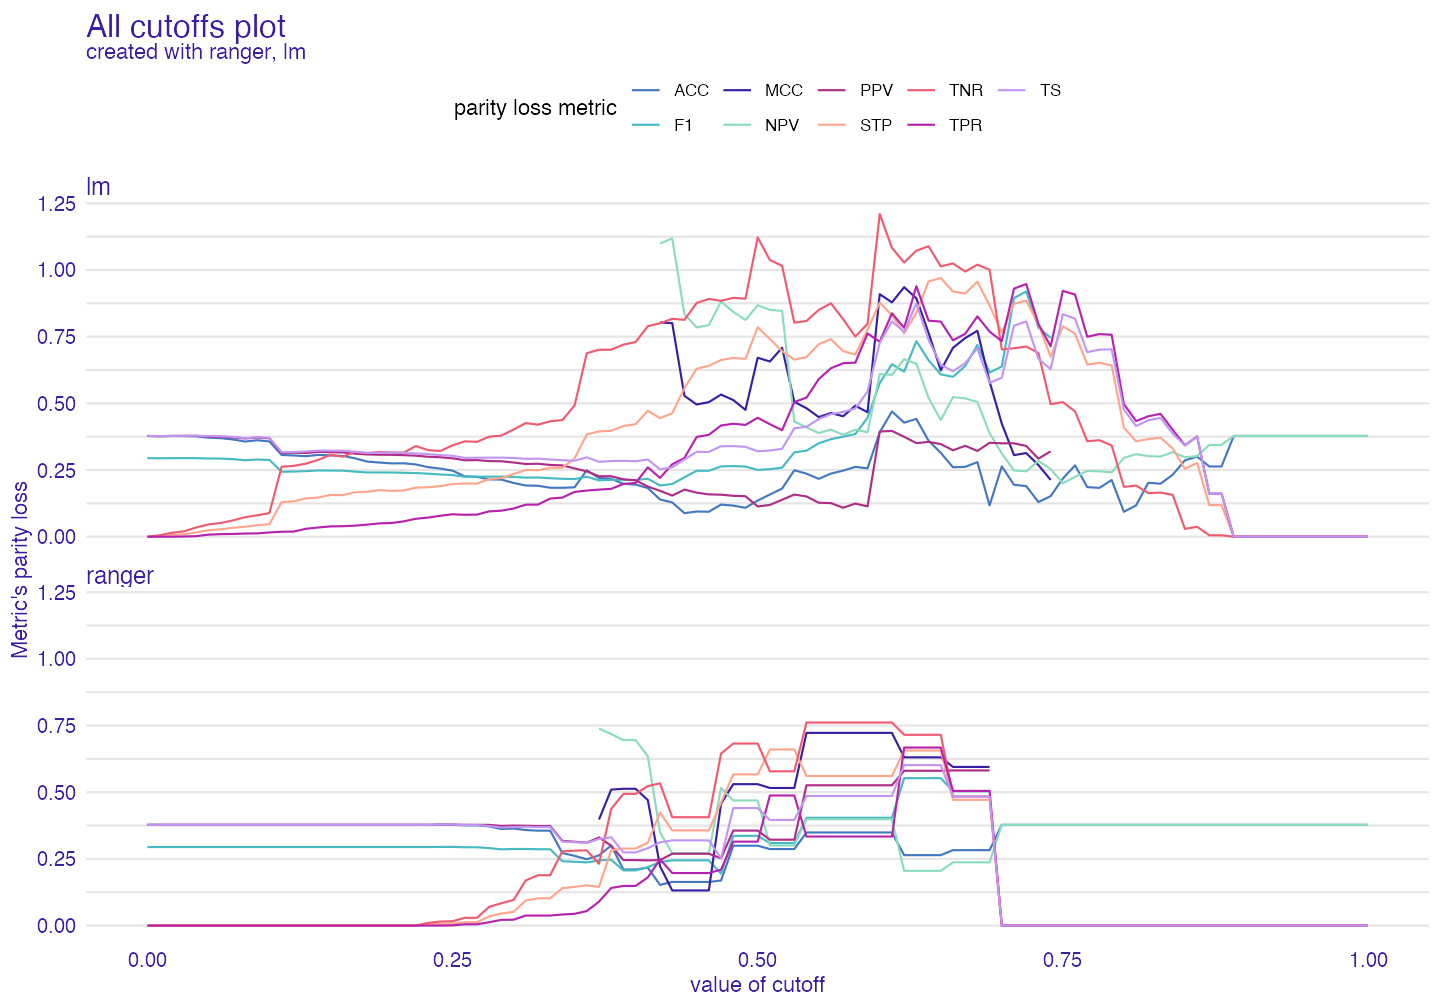 All cutoffs plot
created with ranger, lm
parity loss metric
ACC MCC PPV TNR TS
F1 NPV STP TPR
lm
1.25
1.00
0.75
0.50
0.25
0.00
Metric's parity loss
ranger
1.25
1.00
0.75
0.50
0.25
0.00
0.00 0.25 0.50 0.75 1.00
value of cutoff